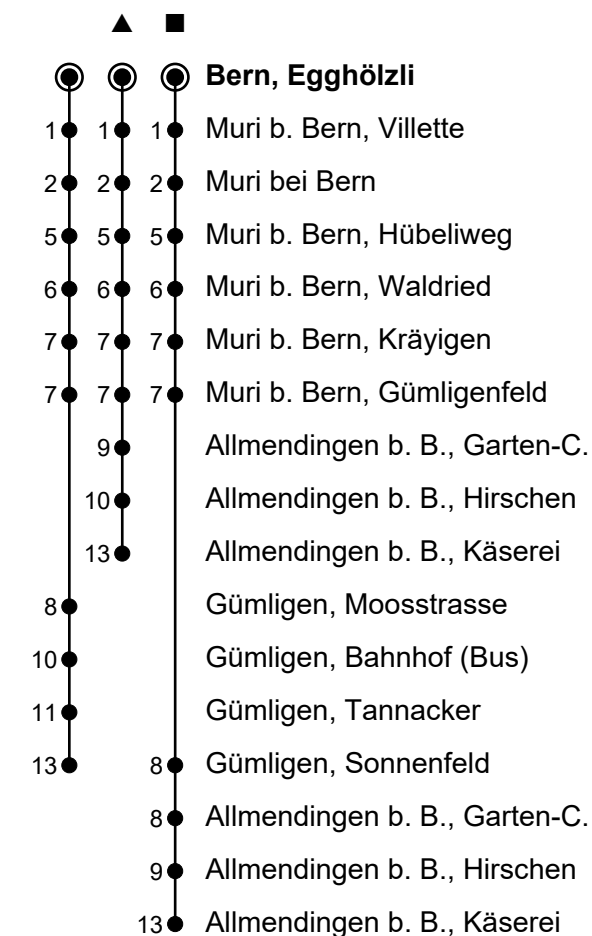 ▲ ■
Bern, Egghölzli
1 1 1 Muri b. Bern, Villette
2 2 2 Muri bei Bern
5 5 5 Muri b. Bern, Hübeliweg
6 6 6 Muri b. Bern, Waldried
7 7 7 Muri b. Bern, Kräyigen
7 7 7 Muri b. Bern, Gümligenfeld
9 Allmendingen b. B., Garten-C.
10 Allmendingen b. B., Hirschen
13 Allmendingen b. B., Käserei
8 Gümligen, Moosstrasse
10 Gümligen, Bahnhof (Bus)
11 Gümligen, Tannacker
13 8 Gümligen, Sonnenfeld
8 Allmendingen b. B., Garten-C.
9 Allmendingen b. B., Hirschen
13 Allmendingen b. B., Käserei